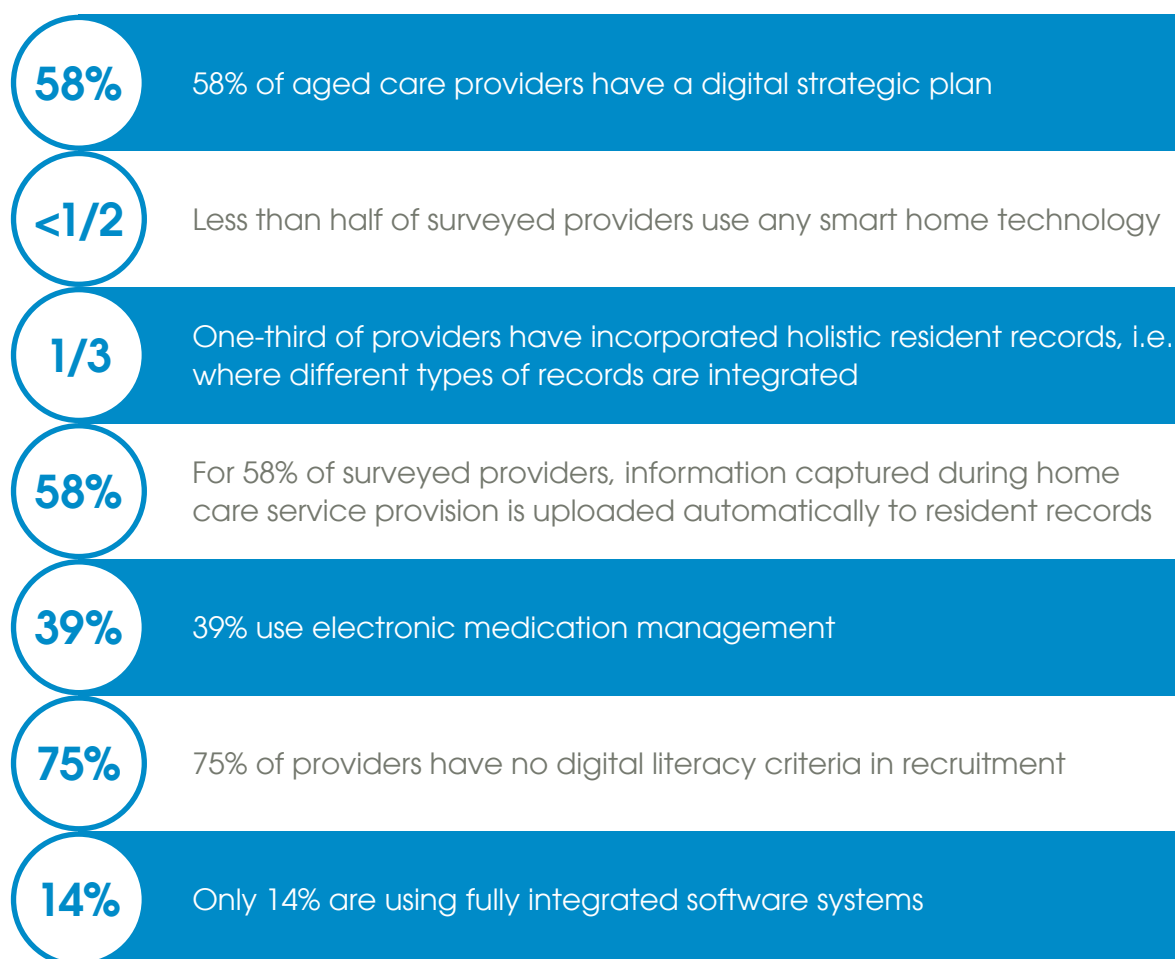 58%
58% of aged care providers have a digital strategic plan
<1/2
Less than half of surveyed providers use any smart home technology
1/3
One-third of providers have incorporated holistic resident records, i.e.
where different types of records are integrated
58%
For 58% of surveyed providers, information captured during home
care service provision is uploaded automatically to resident records
39%
39% use electronic medication management
75%
75% of providers have no digital literacy criteria in recruitment
14%
Only 14% are using fully integrated software systems